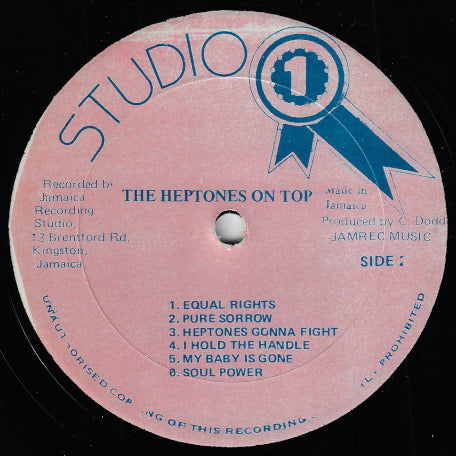 STUDIO 1
Recorded by
Jamaica
Recording
Studio,
13 Brentford Rd.
Kingston,
Jamaica
THE HEPTONES ON TOP
Made in
Jamaica
Produced by C. Dodd
JAMREC MUSIC
SIDE 2
1. EQUAL RIGHTS
2. PURE SORROW
3. HEPTONES GONNA FIGHT
4. I HOLD THE HANDLE
5. MY BABY IS GONE
6. SOUL POWER
OF THIS RECORDING
PROHIBITED